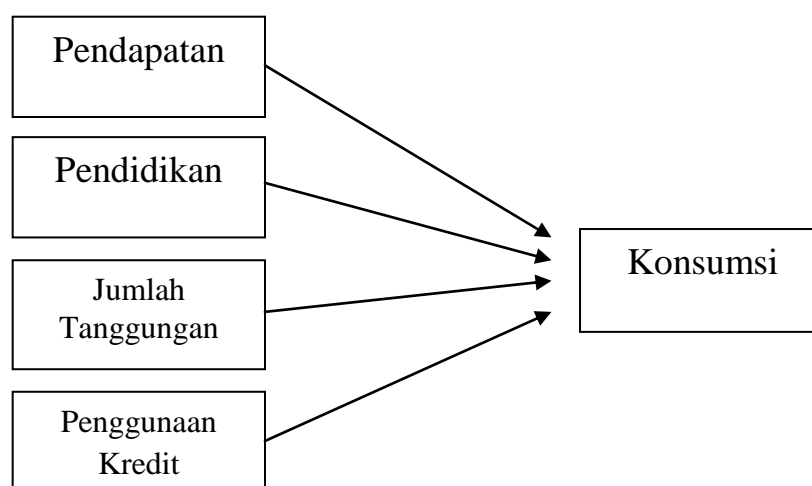 Pendapatan
Pendidikan
Jumlah
Tanggungan
Penggunaan
Kredit
Konsumsi